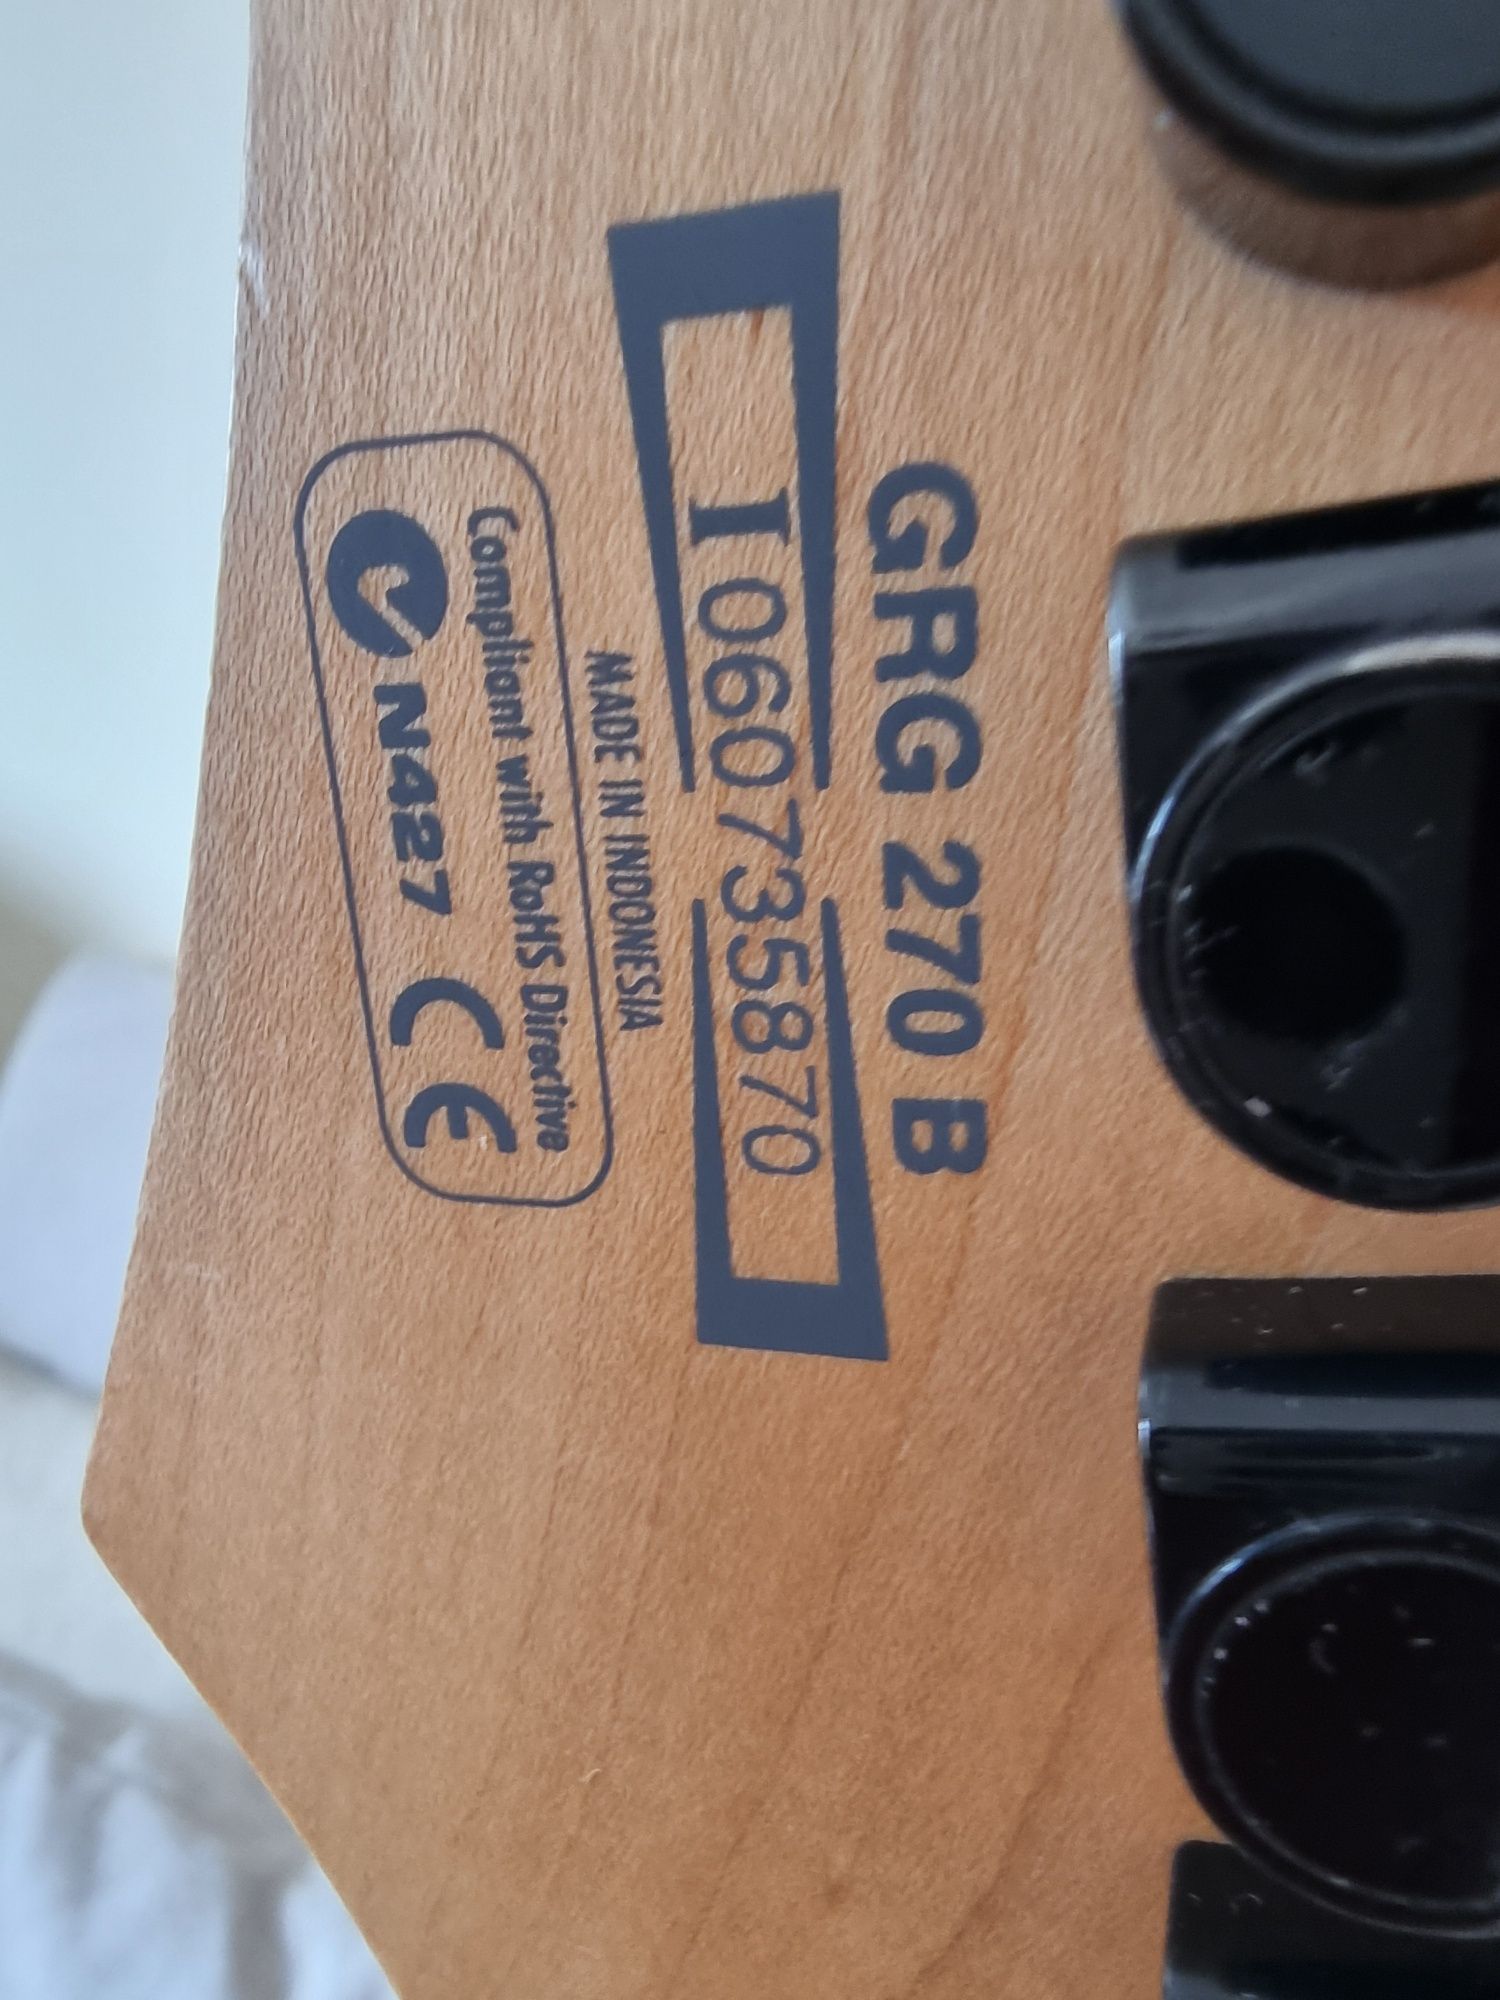 GRG 270 B
I060735870
MADE IN INDONESIA
Compliant with RoHS Directive
N427 CE